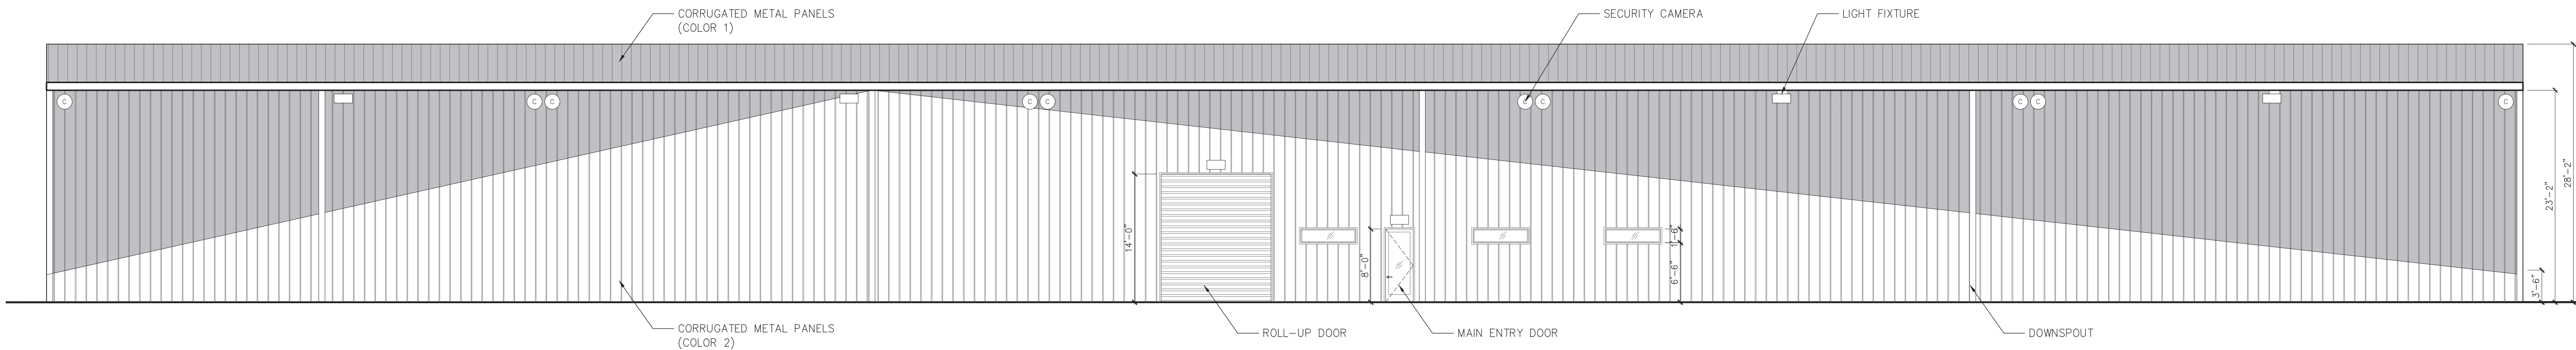 CORRUGATED METAL PANELS
(COLOR 1)
SECURITY CAMERA
LIGHT FIXTURE
C
C C
C C
C C
C C
C
14'-0"
8'-0"
1'-6"
6'-6"
3'-6"
23'-2"
28'-2"
CORRUGATED METAL PANELS
(COLOR 2)
ROLL-UP DOOR
MAIN ENTRY DOOR
DOWNSPOUT